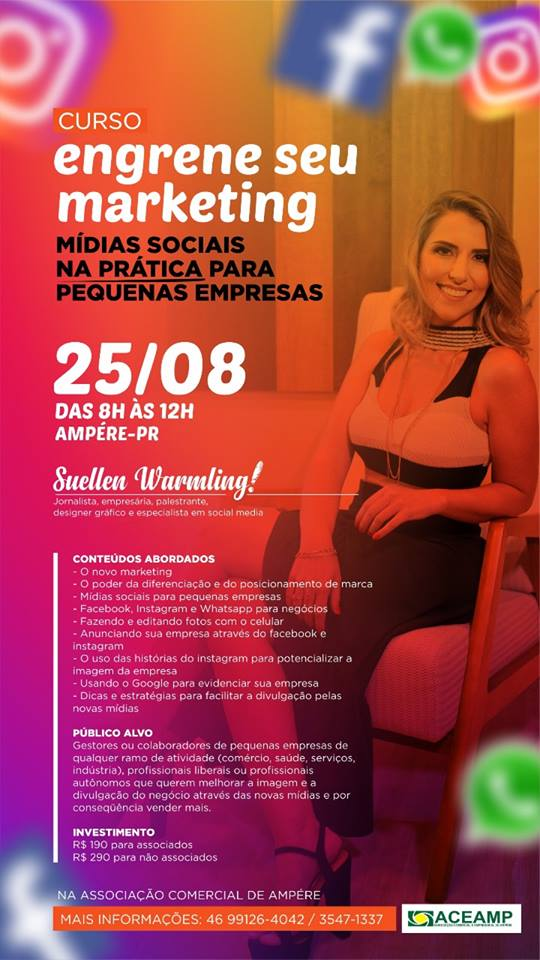 CURSO
engrene seu
marketing
MÍDIAS SOCIAIS
NA PRÁTICA PARA
PEQUENAS EMPRESAS
25/08
DAS 8H ÀS 12H
AMPÉRE-PR
Suellen Warmling!
Jornalista, empresária, palestrante,
designer gráfico e especialista em social media
CONTEÚDOS ABORDADOS
- O novo marketing
- O poder da diferenciação e do posicionamento de marca
- Mídias sociais para pequenas empresas
- Facebook, Instagram e Whatsapp para negócios
- Fazendo e editando fotos com o celular
- Anunciando sua empresa através do facebook e
instagram
- O uso das histórias do instagram para potencializar a
imagem da empresa
- Usando o Google para evidenciar sua empresa
- Dicas e estratégias para facilitar a divulgação pelas
novas mídias
PÚBLICO ALVO
Gestores ou colaboradores de pequenas empresas de
qualquer ramo de atividade (comércio, saúde, serviços,
indústria), profissionais liberais ou profissionais
autônomos que querem melhorar a imagem e a
divulgação do negócio através das novas mídias e por
conseqüência vender mais.
INVESTIMENTO
R$ 190 para associados
R$ 290 para não associados
NA ASSOCIAÇÃO COMERCIAL DE AMPÉRE
MAIS INFORMAÇÕES: 46 99126-4042 / 3547-1337
ACEAMP